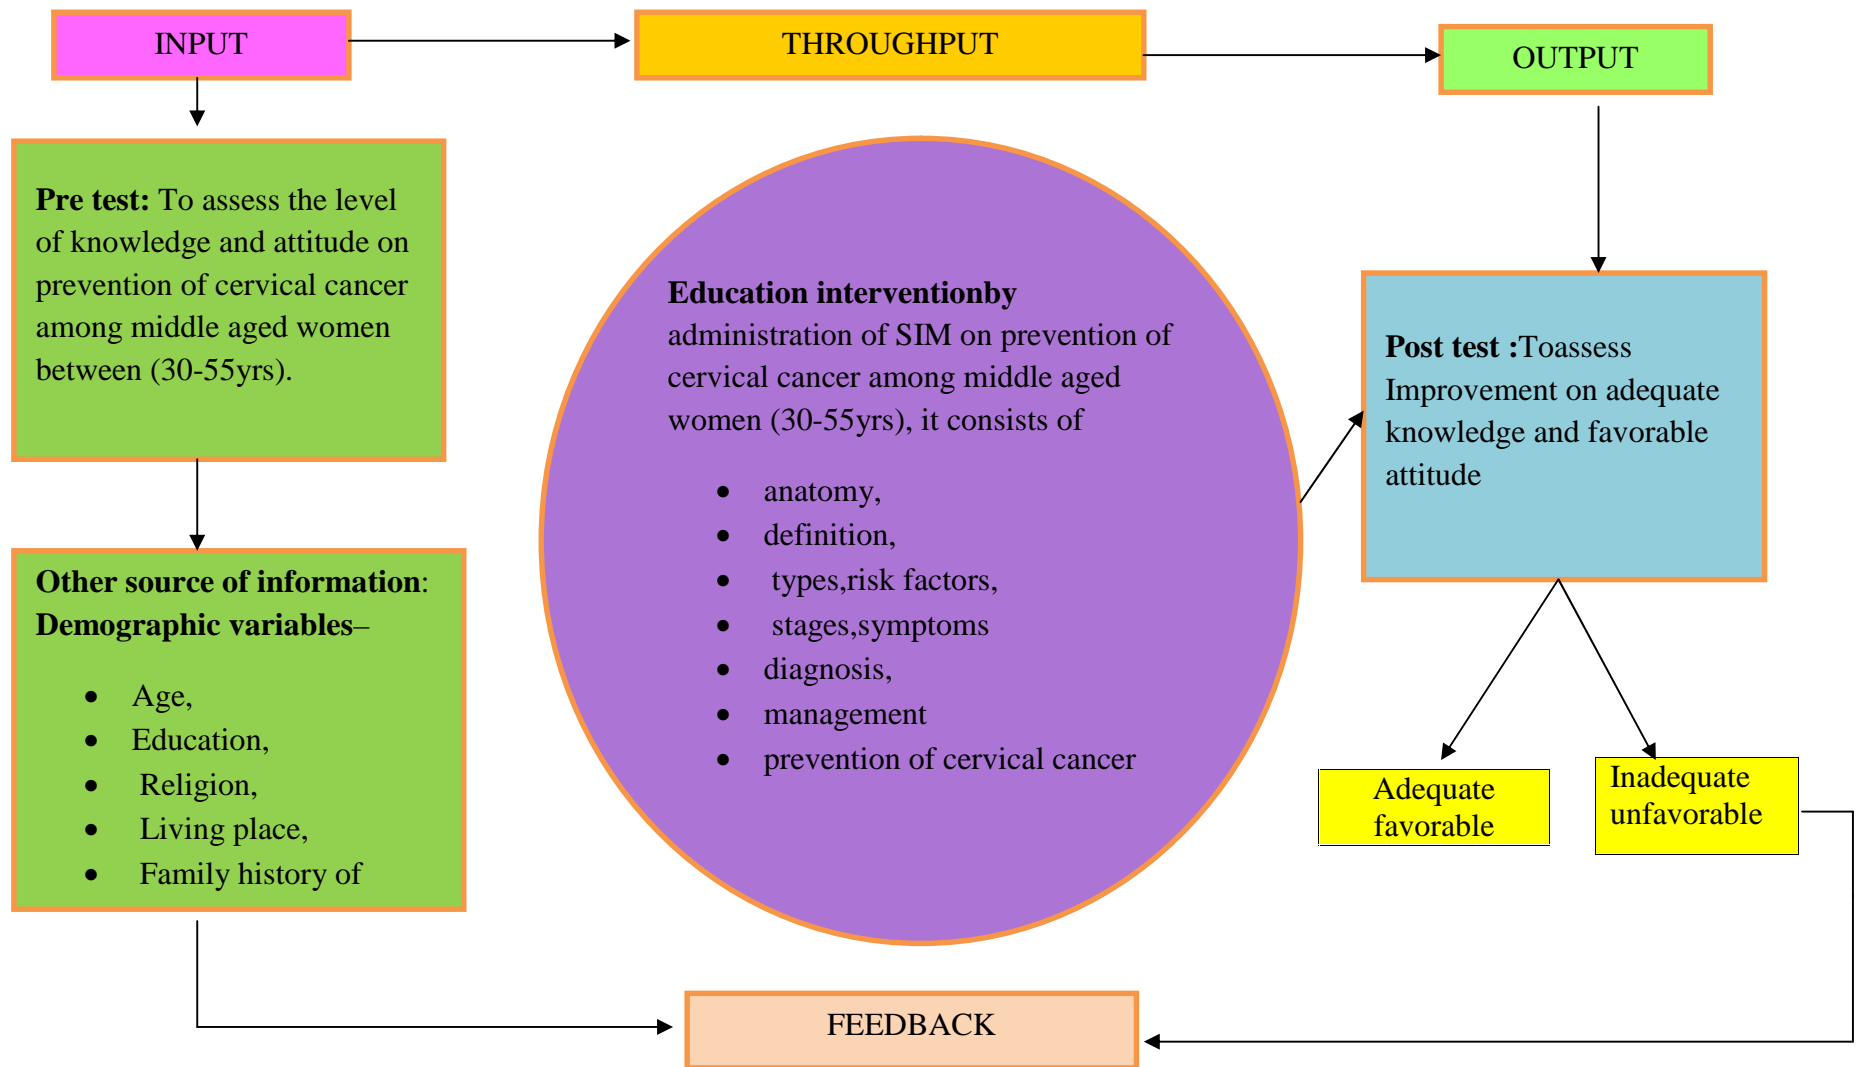 INPUT
THROUGHPUT
OUTPUT
Pre test: To assess the level
of knowledge and attitude on
prevention of cervical cancer
among middle aged women
between (30-55yrs).
Other source of information:
Demographic variables–
• Age,
• Education,
• Religion,
• Living place,
• Family history of
Education interventionby
administration of SIM on prevention of
cervical cancer among middle aged
women (30-55yrs), it consists of
• anatomy,
• definition,
• types,risk factors,
• stages,symptoms
• diagnosis,
• management
• prevention of cervical cancer
Post test :Toassess
Improvement on adequate
knowledge and favorable
attitude
Adequate
favorable
Inadequate
unfavorable
FEEDBACK